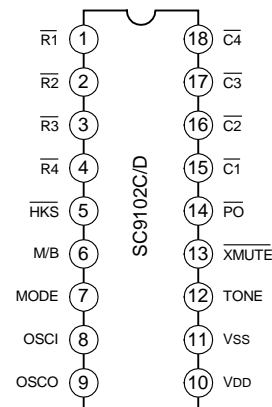 R1 1 18 C4
R2 2 17 C3
R3 3 16 C2
R4 4 15 C1
HKS 5 14 PO
M/B 6 13 XMUTE
MODE 7 12 TONE
OSCI 8 11 VSS
OSCO 9 10 VDD
SC9102C/D